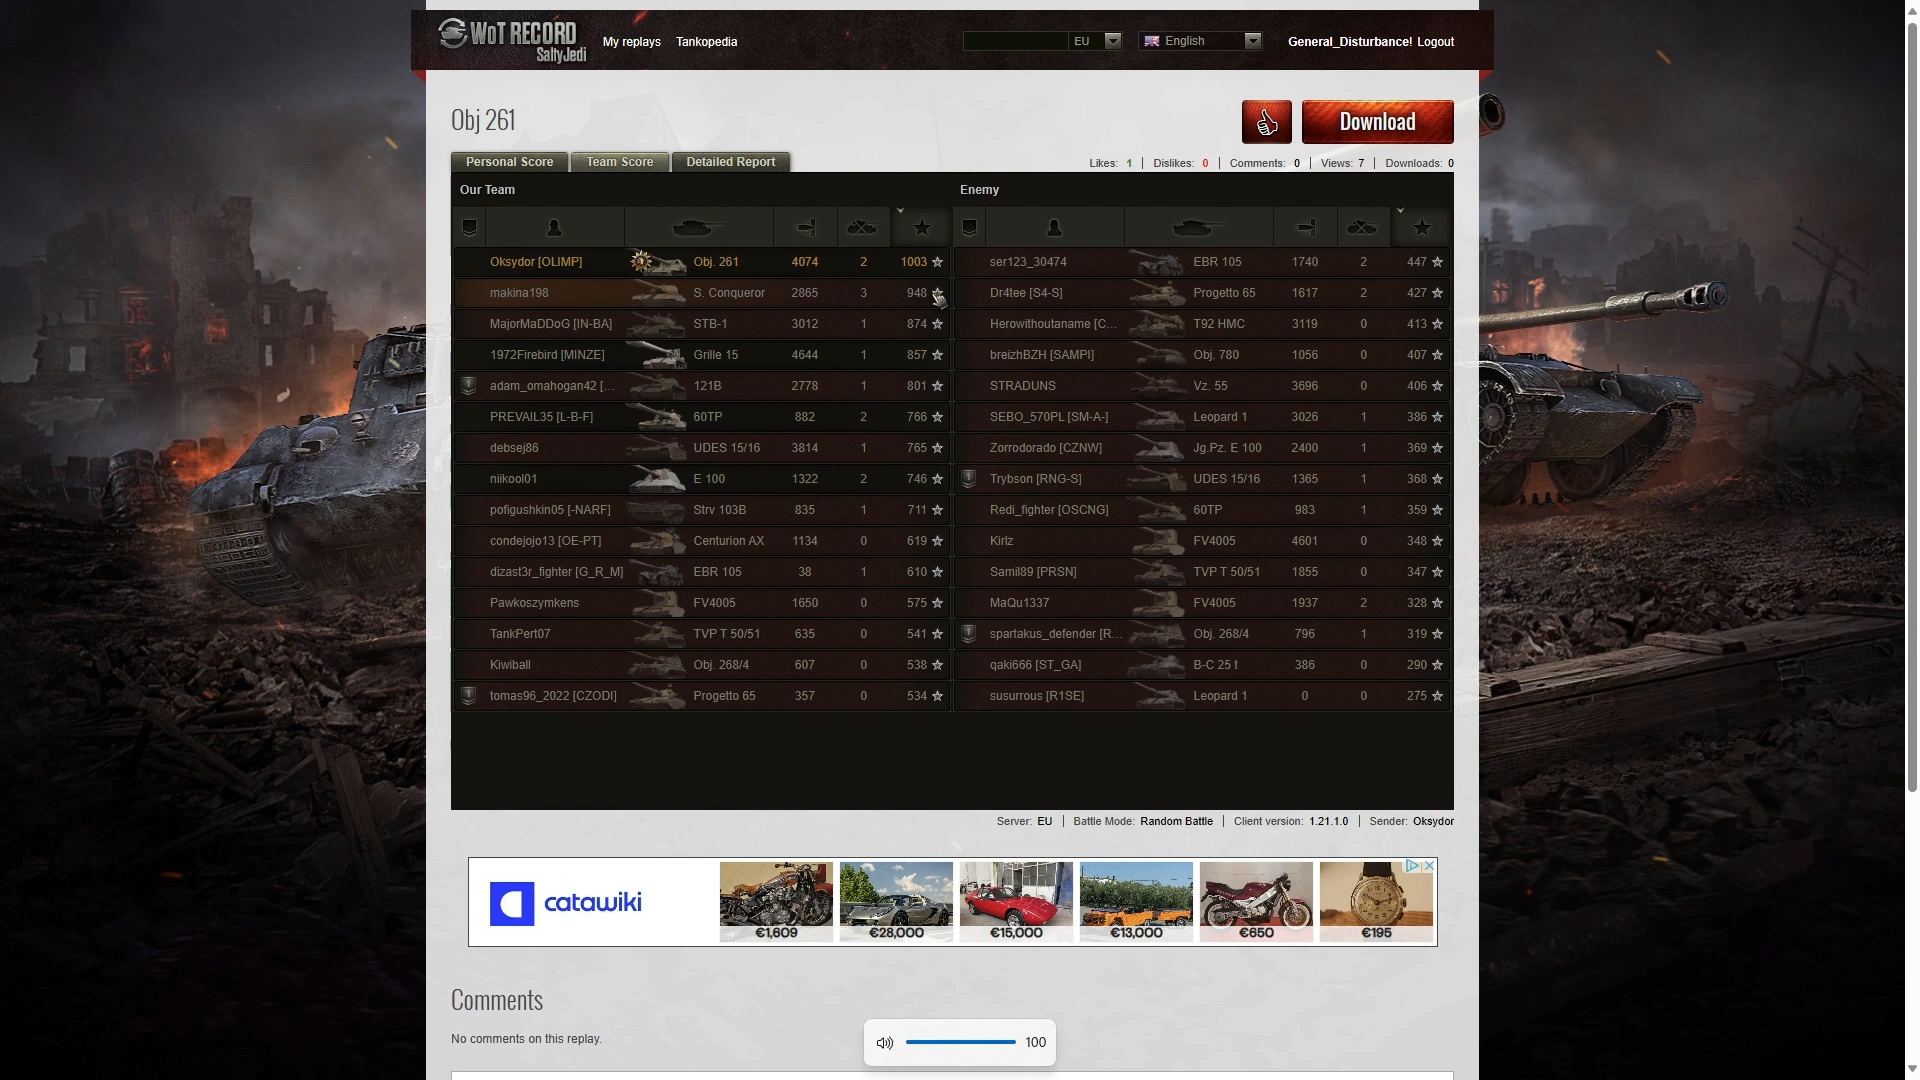 WoT RECORD
SaltyJedi
My replays Tankopedia
EU
English
General_Disturbance! Logout
Obj 261
Download
Personal Score Team Score Detailed Report
Likes: 1 | Dislikes: 0 | Comments: 0 | Views: 7 | Downloads: 0
Our Team Enemy
Oksydor [OLIMP] Obj. 261 4074 2 1003
ser123_30474 EBR 105 1740 2 447
makina198 S. Conqueror 2865 3 948
Dr4tee [S4-S] Progetto 65 1617 2 427
MajorMaDDoG [IN-BA] STB-1 3012 1 874
Herowithoutaname [C... T92 HMC 3119 0 413
1972Firebird [MINZE] Grille 15 4644 1 857
breizhBZH [SAMPI] Obj. 780 1056 0 407
adam_omahogan42 [... 121B 2778 1 801
STRADUNS Vz. 55 3696 0 406
PREVAIL35 [L-B-F] 60TP 882 2 766
SEBO_570PL [SM-A-] Leopard 1 3026 1 386
debsej86 UDES 15/16 3814 1 765
Zorrodorado [CZNW] Jg.Pz. E 100 2400 1 369
niikool01 E 100 1322 2 746
Trybson [RNG-S] UDES 15/16 1365 1 368
pofigushkin05 [-NARF] Strv 103B 835 1 711
Redi_fighter [OSCNG] 60TP 983 1 359
condejojo13 [OE-PT] Centurion AX 1134 0 619
Kirlz FV4005 4601 0 348
dizast3r_fighter [G_R_M] EBR 105 38 1 610
Samil89 [PRSN] TVP T 50/51 1855 0 347
Pawkoszymkens FV4005 1650 0 575
MaQu1337 FV4005 1937 2 328
TankPert07 TVP T 50/51 635 0 541
spartakus_defender [R... Obj. 268/4 796 1 319
Kiwiball Obj. 268/4 607 0 538
qaki666 [ST_GA] B-C 25 t 386 0 290
tomas96_2022 [CZODI] Progetto 65 357 0 534
susurrous [R1SE] Leopard 1 0 0 275
Server: EU | Battle Mode: Random Battle | Client version: 1.21.1.0 | Sender: Oksydor
catawiki
€1,609 €28,000 €15,000 €13,000 €650 €195
Comments
No comments on this replay.
100